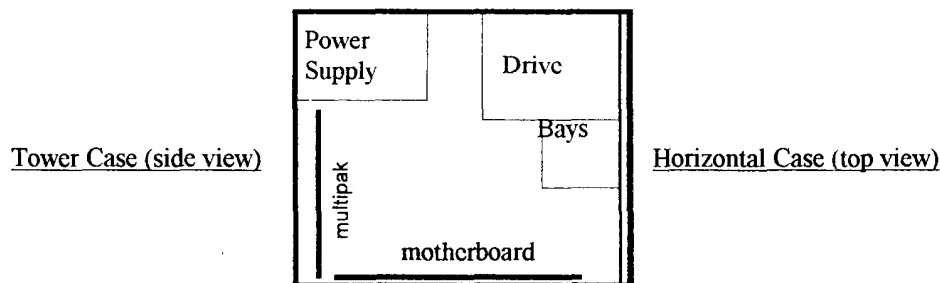 Power
Supply
Drive
Bays
Tower Case (side view)
Horizontal Case (top view)
multipak
motherboard